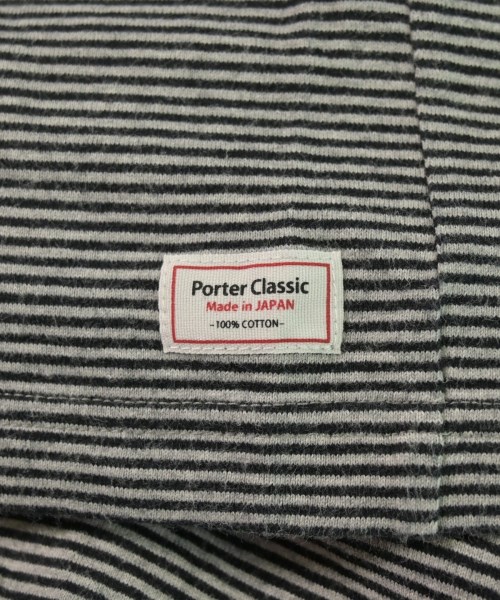 Porter Classic
Made in JAPAN
-100% COTTON-